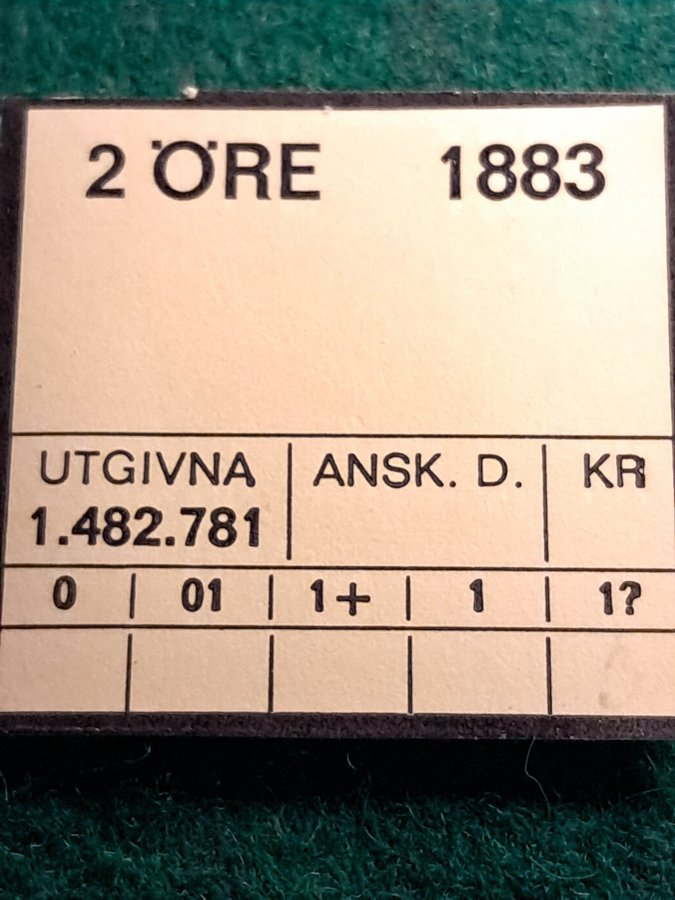 2 ÖRE 1883
UTGIVNA ANSK. D. KR
1.482.781
0 01 1+ 1 1?